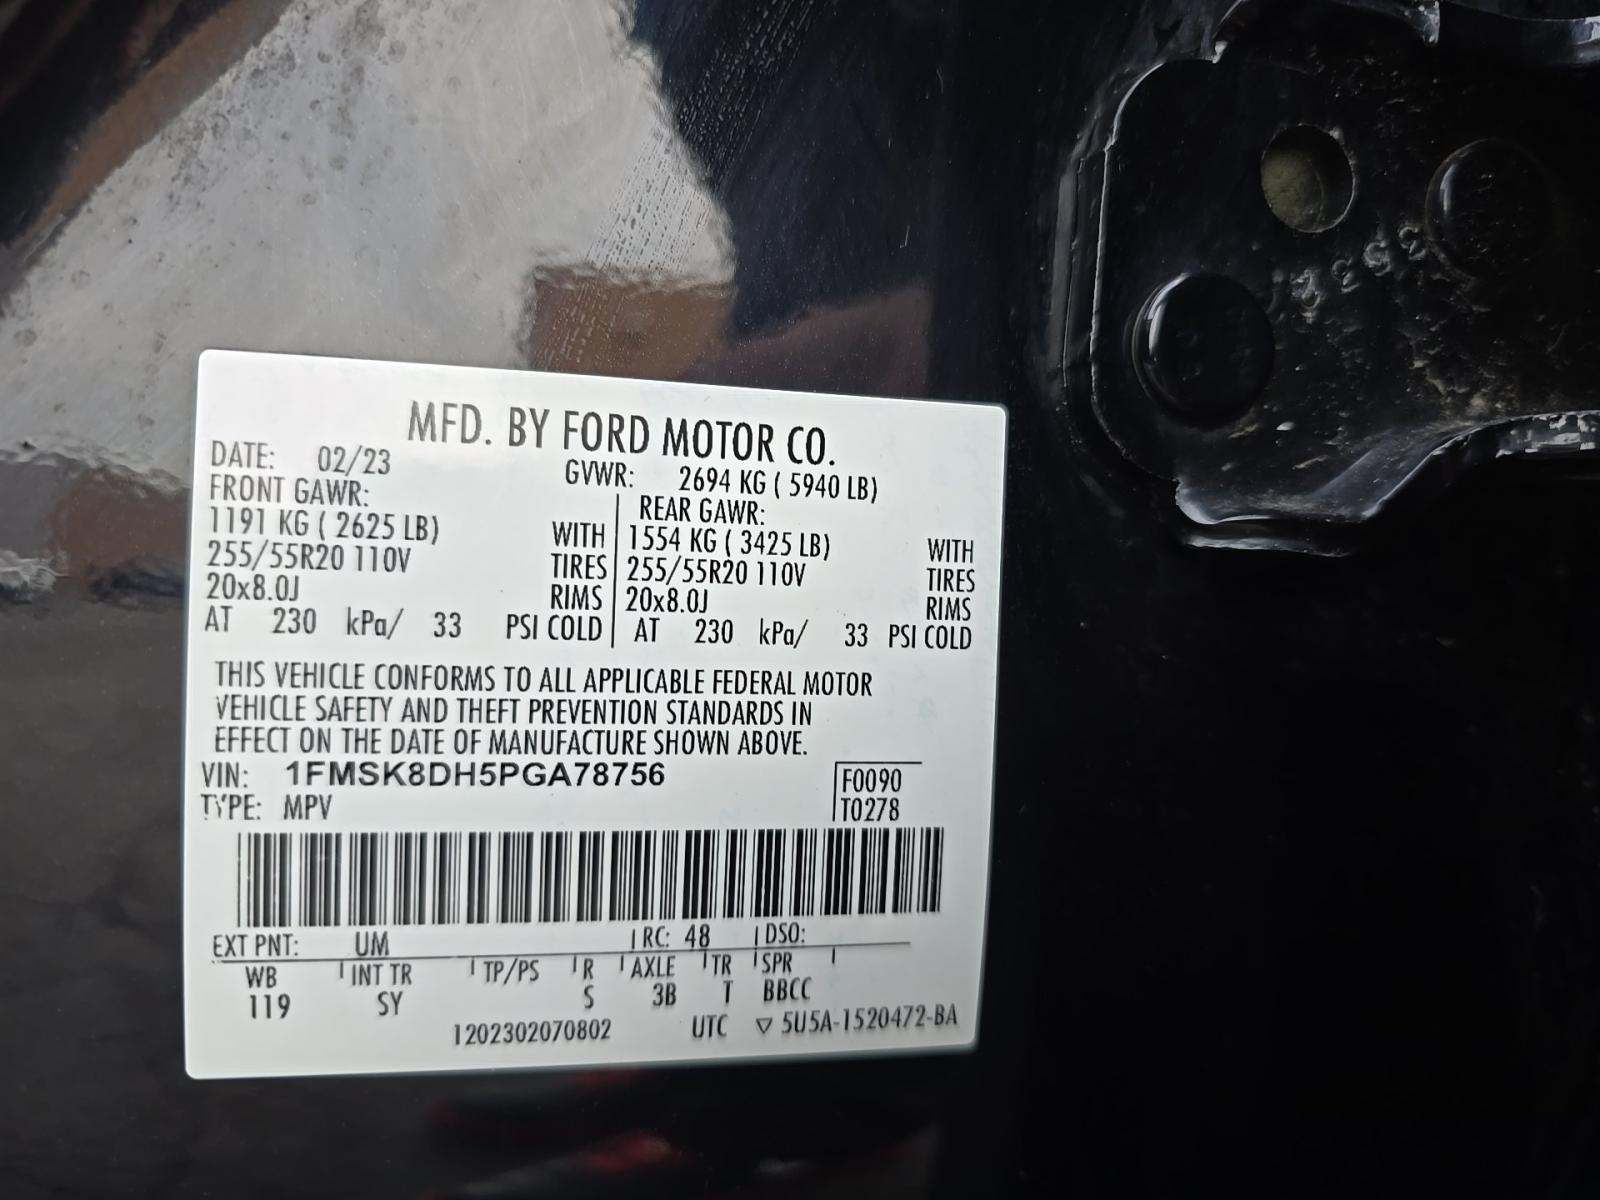 MFD. BY FORD MOTOR CO.
DATE: 02/23 GVWR: 2694 KG ( 5940 LB)
FRONT GAWR: REAR GAWR:
1191 KG ( 2625 LB) WITH 1554 KG ( 3425 LB) WITH
255/55R20 110V TIRES 255/55R20 110V TIRES
20x8.0J RIMS 20x8.0J RIMS
AT 230 kPa/ 33 PSI COLD AT 230 kPa/ 33 PSI COLD
THIS VEHICLE CONFORMS TO ALL APPLICABLE FEDERAL MOTOR
VEHICLE SAFETY AND THEFT PREVENTION STANDARDS IN
EFFECT ON THE DATE OF MANUFACTURE SHOWN ABOVE.
VIN: 1FMSK8DH5PGA78756 F0090
TYPE: MPV T0278
EXT PNT: UM RC: 48 DSO:
WB INT TR TP/PS R AXLE TR SPR
119 SY S 3B T BBCC
1202302070802 UTC ▽ 5U5A-1520472-BA